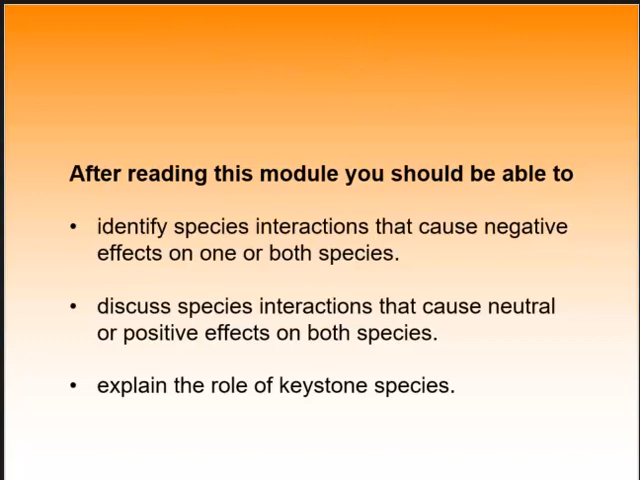 After reading this module you should be able to
• identify species interactions that cause negative
effects on one or both species.
• discuss species interactions that cause neutral
or positive effects on both species.
• explain the role of keystone species.